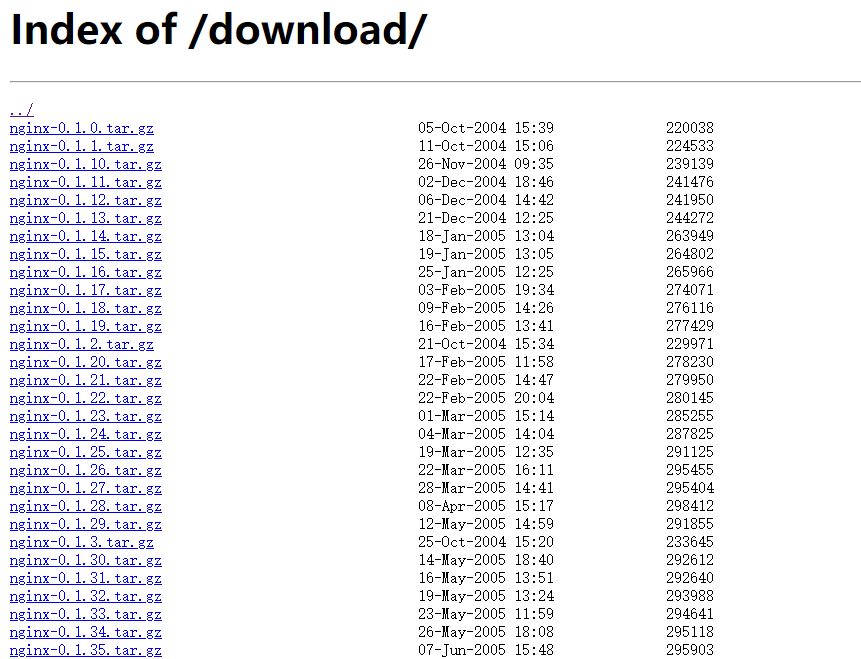 Index of /download/
../
nginx-0.1.0.tar.gz 05-Oct-2004 15:39 220038
nginx-0.1.1.tar.gz 11-Oct-2004 15:06 224533
nginx-0.1.10.tar.gz 26-Nov-2004 09:35 239139
nginx-0.1.11.tar.gz 02-Dec-2004 18:46 241476
nginx-0.1.12.tar.gz 06-Dec-2004 14:42 241950
nginx-0.1.13.tar.gz 21-Dec-2004 12:25 244272
nginx-0.1.14.tar.gz 18-Jan-2005 13:04 263949
nginx-0.1.15.tar.gz 19-Jan-2005 13:05 264802
nginx-0.1.16.tar.gz 25-Jan-2005 12:25 265966
nginx-0.1.17.tar.gz 03-Feb-2005 19:34 274071
nginx-0.1.18.tar.gz 09-Feb-2005 14:26 276116
nginx-0.1.19.tar.gz 16-Feb-2005 13:41 277429
nginx-0.1.2.tar.gz 21-Oct-2004 15:34 229971
nginx-0.1.20.tar.gz 17-Feb-2005 11:58 278230
nginx-0.1.21.tar.gz 22-Feb-2005 14:47 279950
nginx-0.1.22.tar.gz 22-Feb-2005 20:04 280145
nginx-0.1.23.tar.gz 01-Mar-2005 15:14 285255
nginx-0.1.24.tar.gz 04-Mar-2005 14:04 287825
nginx-0.1.25.tar.gz 19-Mar-2005 12:35 291125
nginx-0.1.26.tar.gz 22-Mar-2005 16:11 295455
nginx-0.1.27.tar.gz 28-Mar-2005 14:41 295404
nginx-0.1.28.tar.gz 08-Apr-2005 15:17 298412
nginx-0.1.29.tar.gz 12-May-2005 14:59 291855
nginx-0.1.3.tar.gz 25-Oct-2004 15:20 233645
nginx-0.1.30.tar.gz 14-May-2005 18:40 292612
nginx-0.1.31.tar.gz 16-May-2005 13:51 292640
nginx-0.1.32.tar.gz 19-May-2005 13:24 293988
nginx-0.1.33.tar.gz 23-May-2005 11:59 294641
nginx-0.1.34.tar.gz 26-May-2005 18:08 295118
nginx-0.1.35.tar.gz 07-Jun-2005 15:48 295903